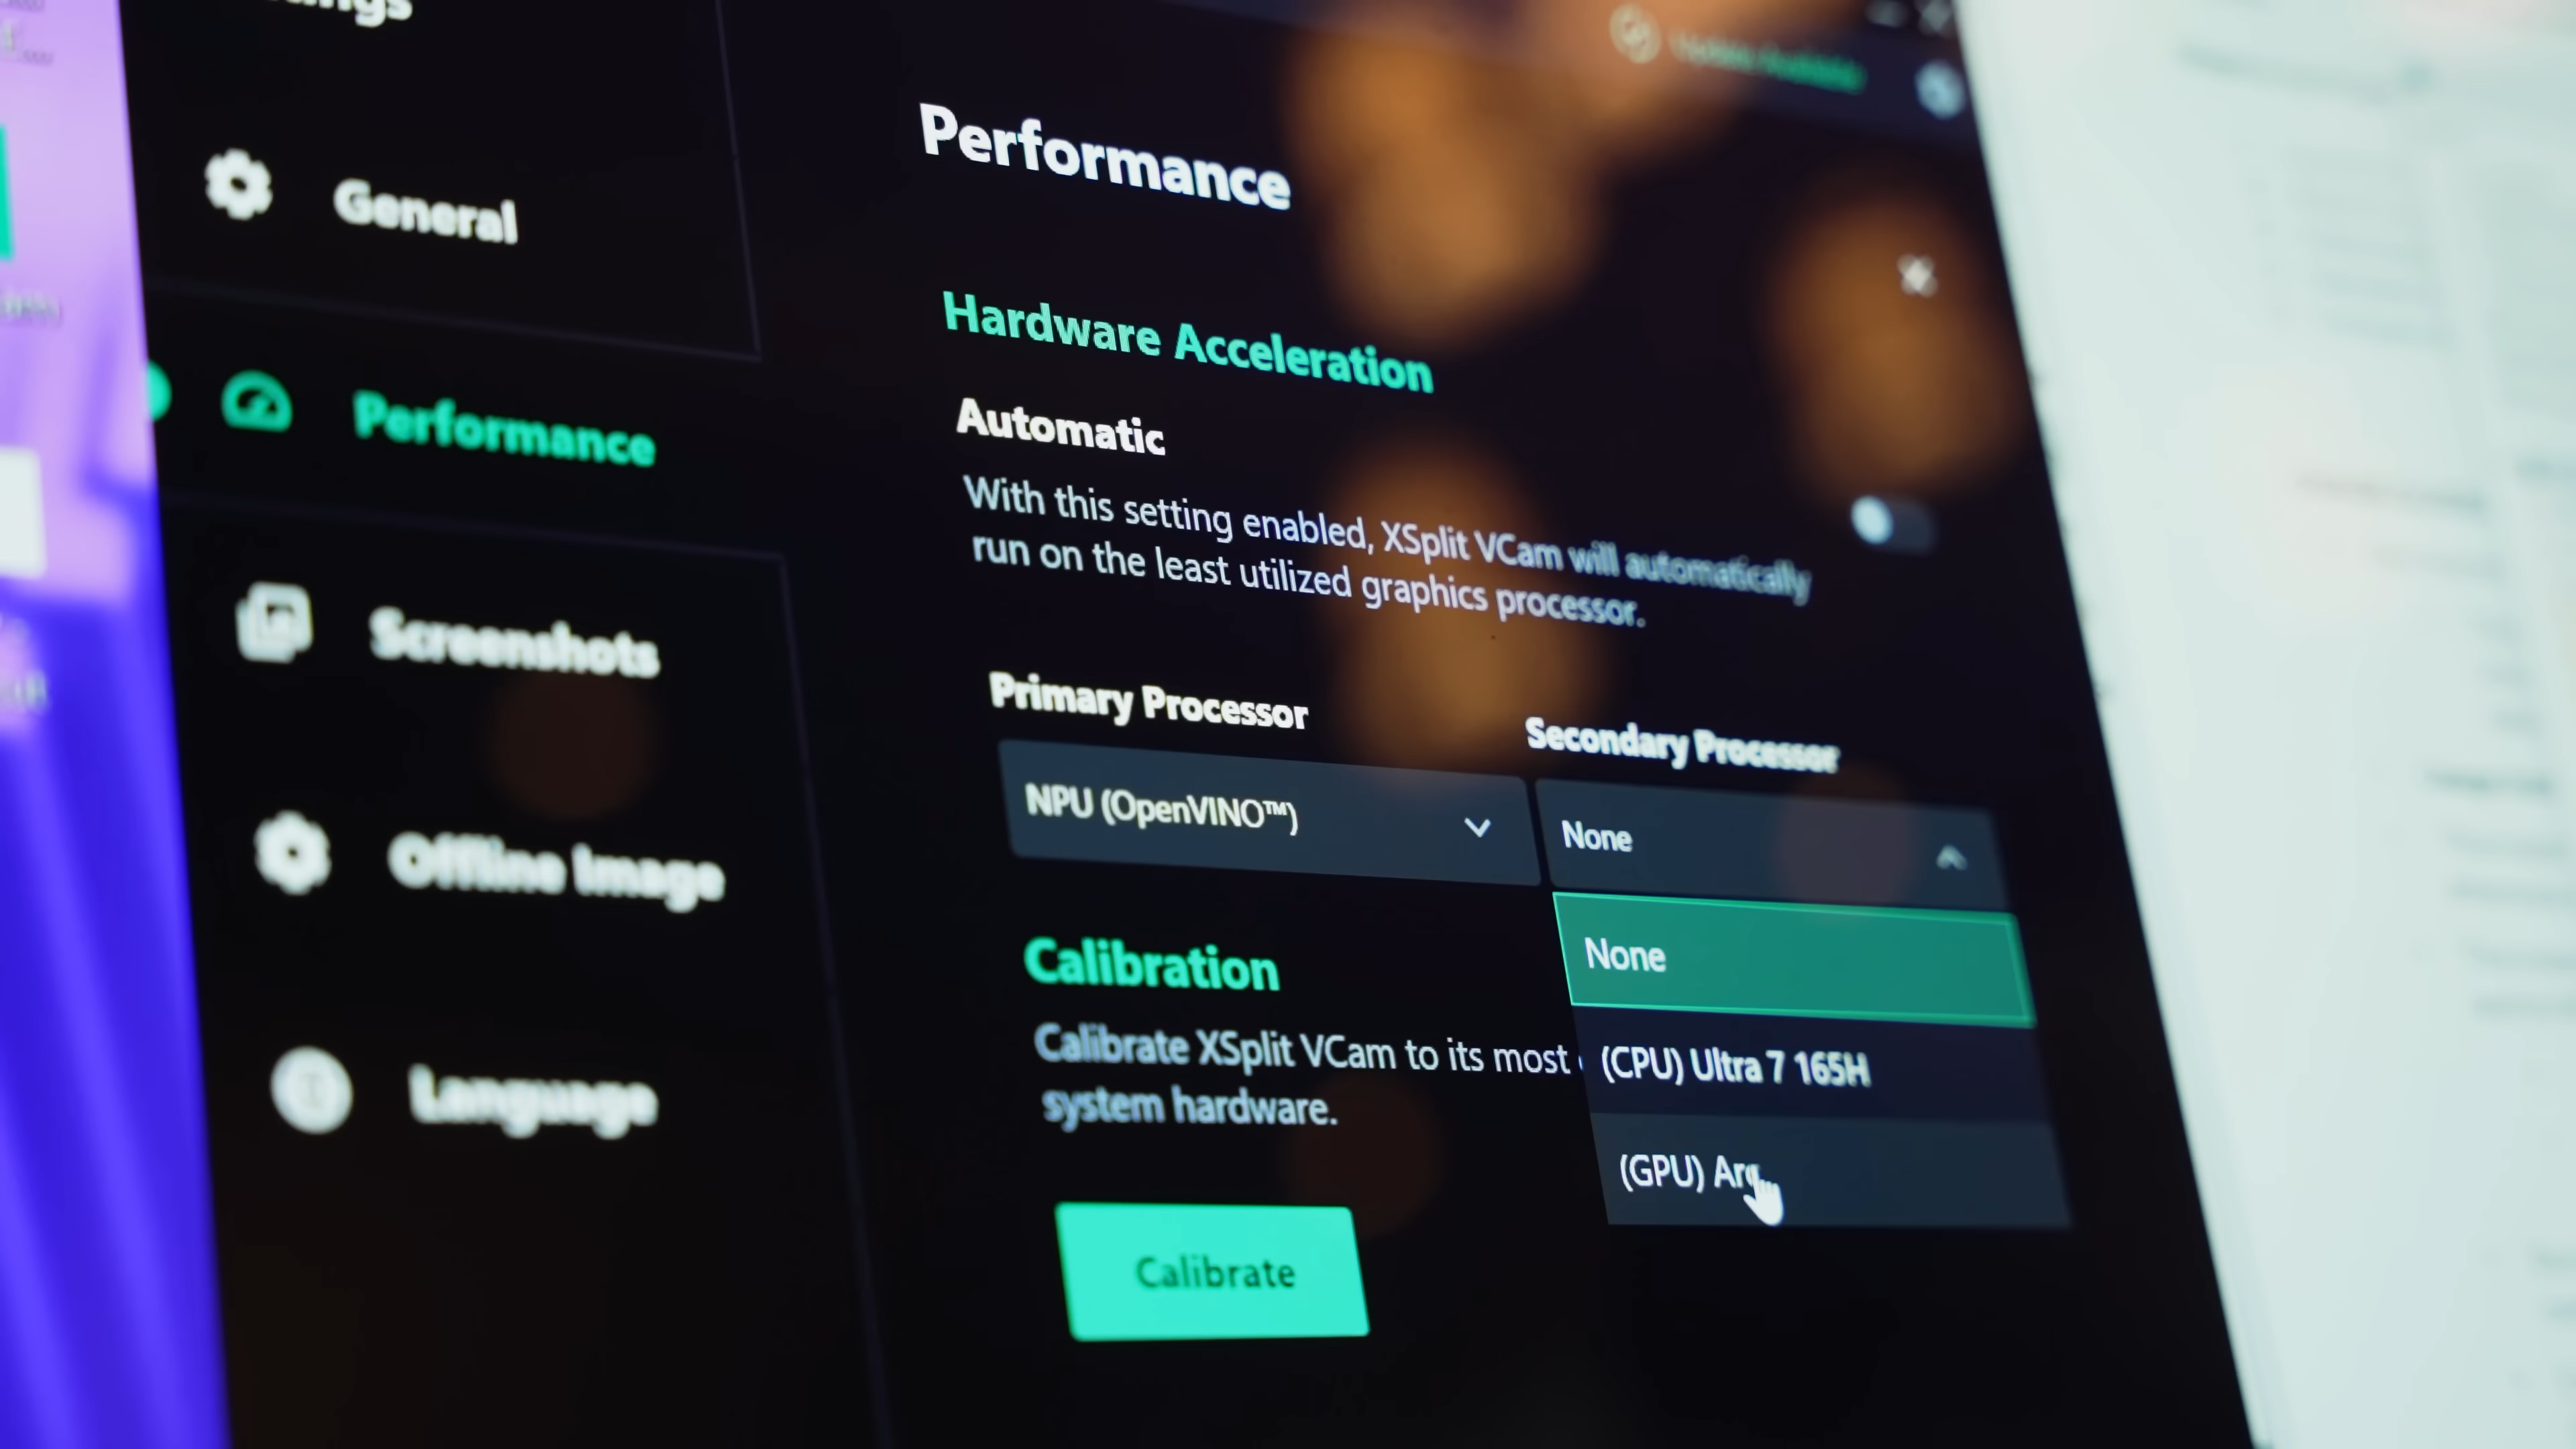 General
Performance
Screenshots
Offline Image
Language
Performance
Hardware Acceleration
Automatic
With this setting enabled, XSplit VCam will automatically
run on the least utilized graphics processor.
Primary Processor
Secondary Processor
NPU (OpenVINO™)
None
None
(CPU) Ultra 7 165H
(GPU) Arc
Calibration
Calibrate XSplit VCam to its most
system hardware.
Calibrate